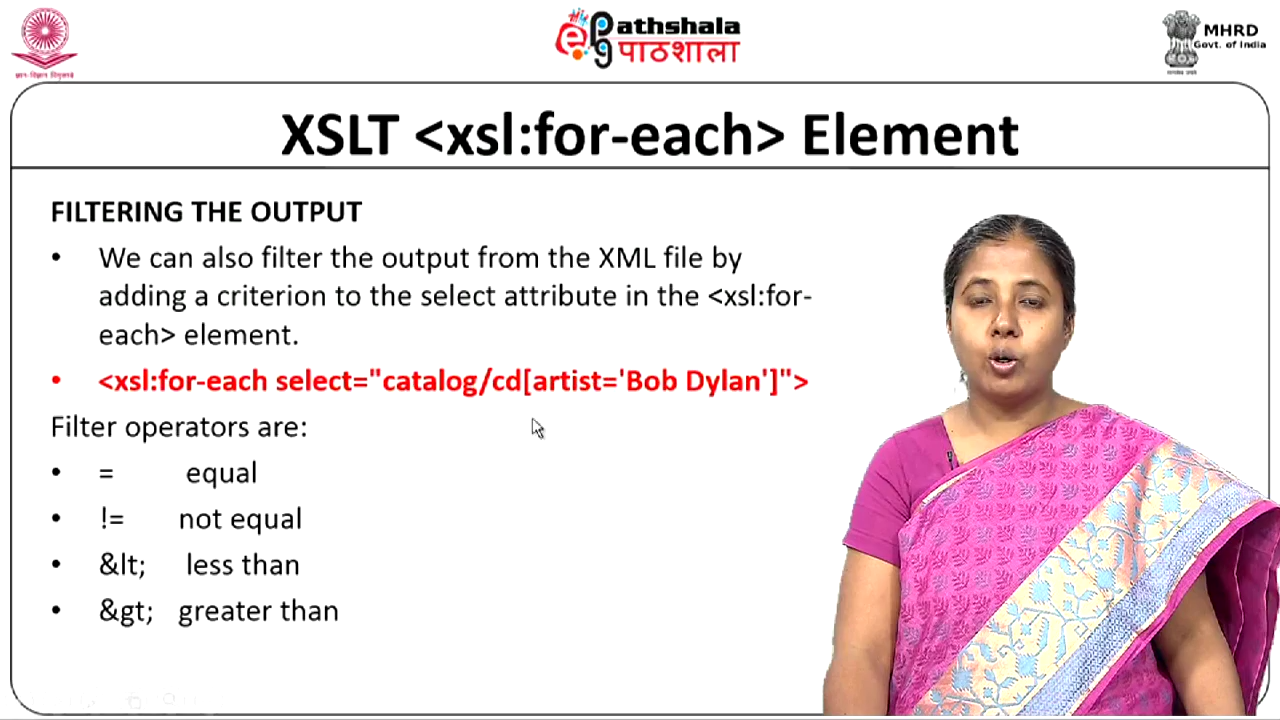 ePG Pathshala
पाठशाला
MHRD
Govt. of India
XSLT <xsl:for-each> Element
FILTERING THE OUTPUT
• We can also filter the output from the XML file by
adding a criterion to the select attribute in the <xsl:for-
each> element.
• <xsl:for-each select="catalog/cd[artist='Bob Dylan']">
Filter operators are:
• = equal
• != not equal
• &lt; less than
• &gt; greater than